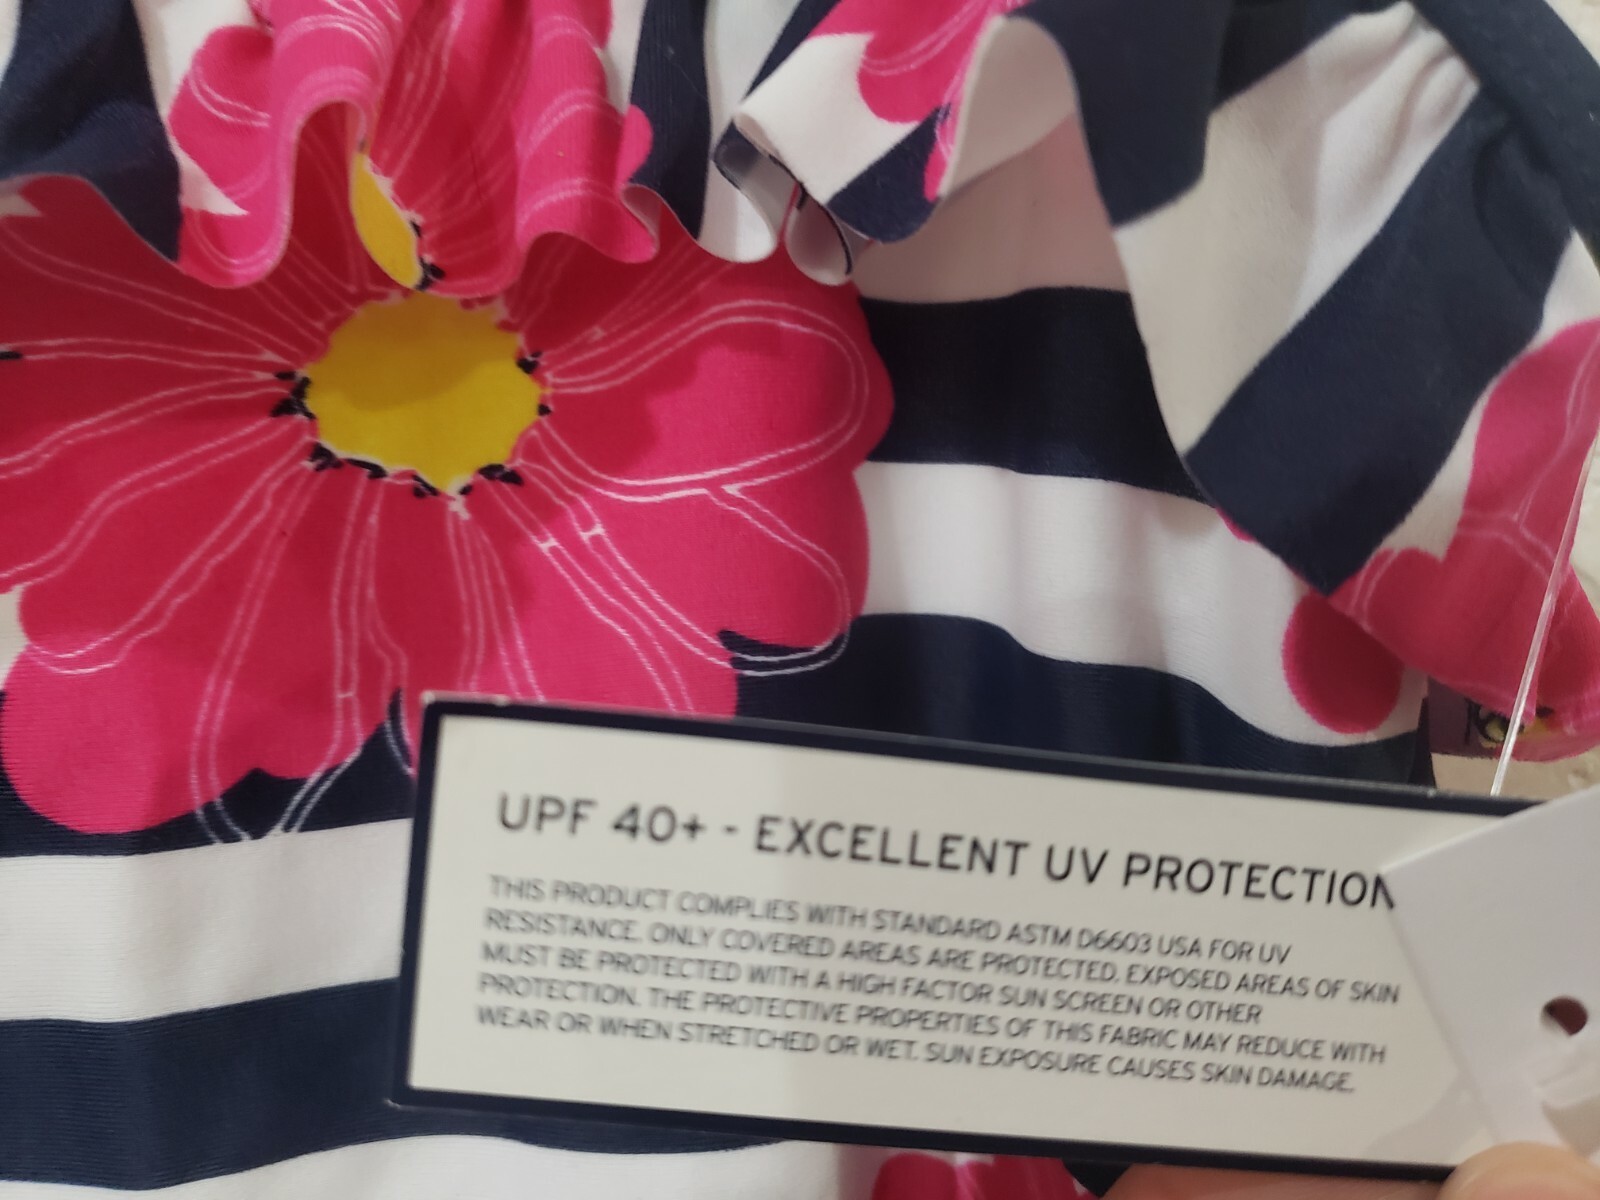 UPF 40+ - EXCELLENT UV PROTECTION
THIS PRODUCT COMPLIES WITH STANDARD ASTM D6603 USA FOR UV
RESISTANCE. ONLY COVERED AREAS ARE PROTECTED. EXPOSED AREAS OF SKIN
MUST BE PROTECTED WITH A HIGH FACTOR SUN SCREEN OR OTHER
PROTECTION. THE PROTECTIVE PROPERTIES OF THIS FABRIC MAY REDUCE WITH
WEAR OR WHEN STRETCHED OR WET. SUN EXPOSURE CAUSES SKIN DAMAGE.